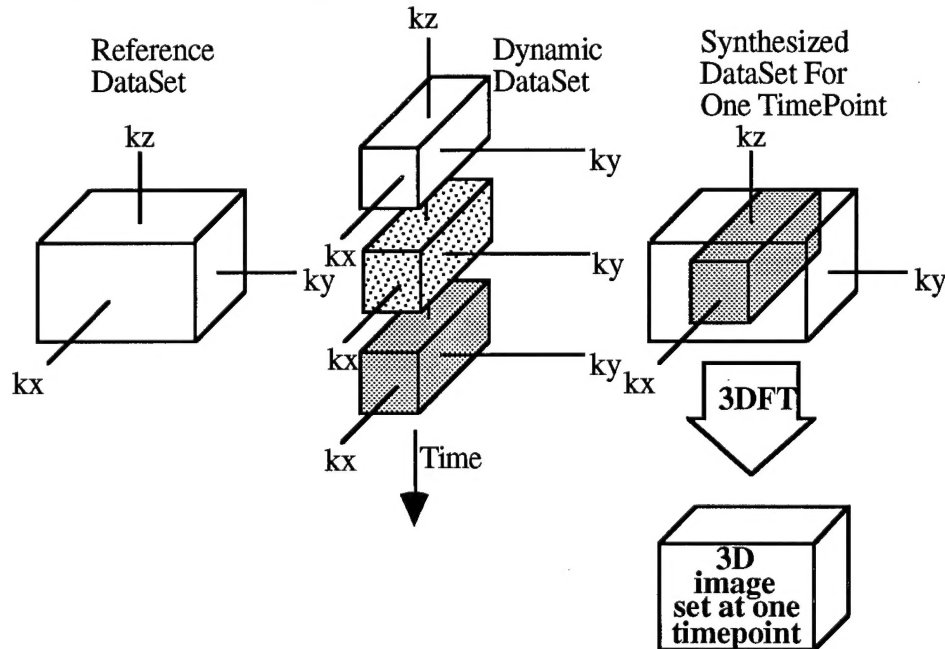 Reference
DataSet
kz
ky
kx
Dynamic
DataSet
kz
ky
kx
ky
kx
ky
kx
Time
Synthesized
DataSet For
One TimePoint
kz
ky
kx
3DFT
3D
image
set at one
timepoint